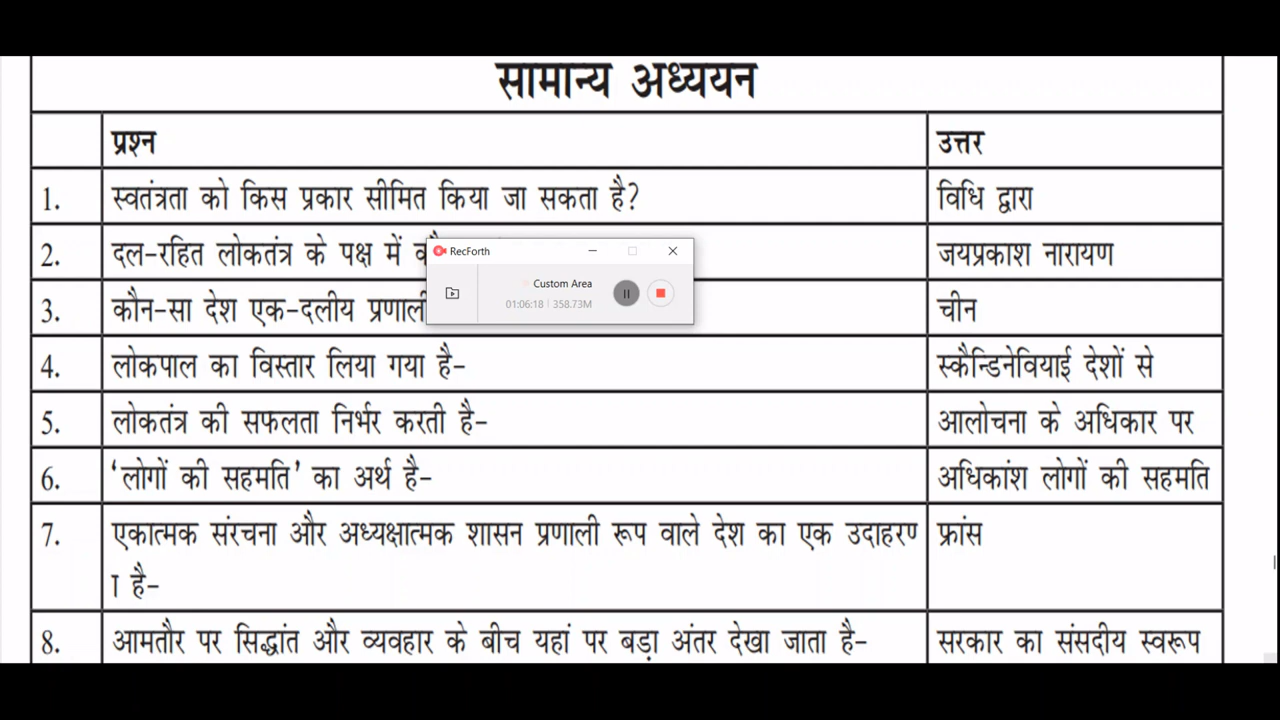 सामान्य अध्ययन
प्रश्न उत्तर
1. स्वतंत्रता को किस प्रकार सीमित किया जा सकता है? विधि द्वारा
2. दल-रहित लोकतंत्र के पक्ष में जयप्रकाश नारायण
RecForth
Custom Area
01:06:18 | 358.73M
3. कौन-सा देश एक-दलीय प्रणाली चीन
4. लोकपाल का विस्तार लिया गया है- स्कैन्डिनेवियाई देशों से
5. लोकतंत्र की सफलता निर्भर करती है- आलोचना के अधिकार पर
6. ‘लोगों की सहमति’ का अर्थ है- अधिकांश लोगों की सहमति
7. एकात्मक संरचना और अध्यक्षात्मक शासन प्रणाली रूप वाले देश का एक उदाहरण फ्रांस
ा है-
8. आमतौर पर सिद्धांत और व्यवहार के बीच यहां पर बड़ा अंतर देखा जाता है- सरकार का संसदीय स्वरूप